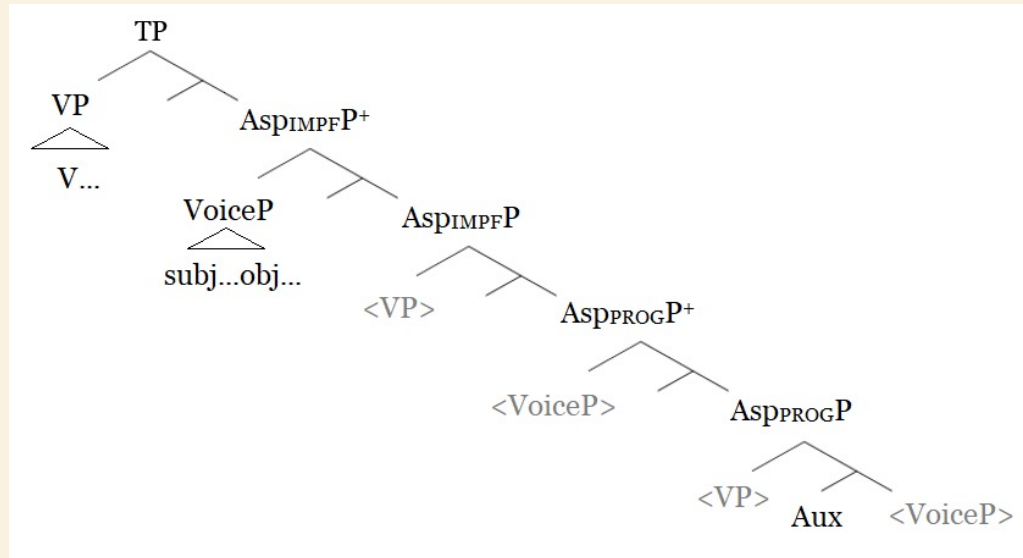 TP
VP
AspIMPFP⁺
V...
VoiceP
AspIMPFP
subj...obj...
<VP>
AspPROGP⁺
<VoiceP>
AspPROGP
<VP>
Aux
<VoiceP>